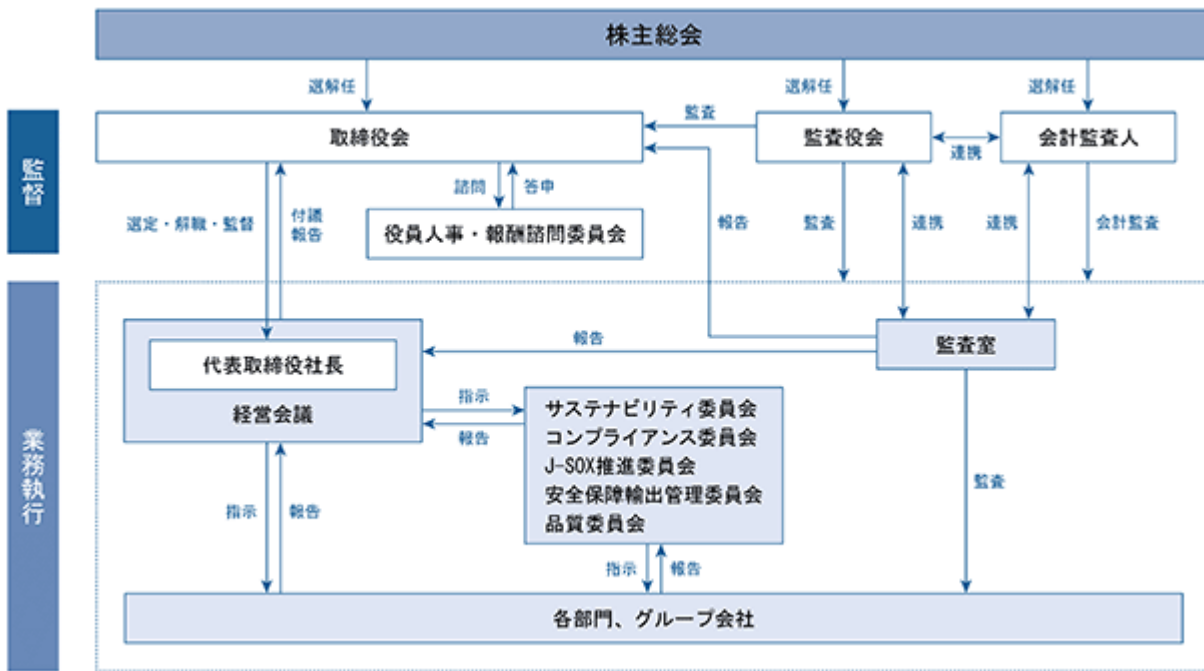 株主総会
選解任
選解任
選解任
監督
取締役会
監査
監査役会
連携
会計監査人
諮問
答申
選定・解職・監督
付議
報告
役員人事・報酬諮問委員会
報告
監査
連携
連携
会計監査
業務執行
代表取締役社長
経営会議
報告
監査室
指示
報告
サステナビリティ委員会
コンプライアンス委員会
J-SOX推進委員会
安全保障輸出管理委員会
品質委員会
監査
指示
報告
指示
報告
各部門、グループ会社